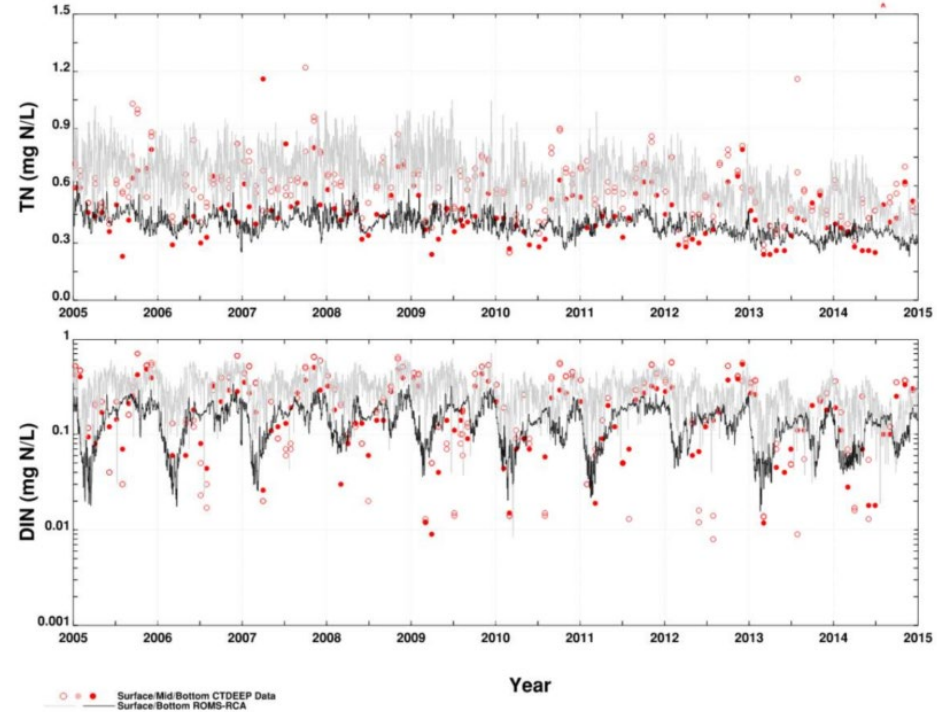 TN (mg N/L)
1.5
1.2
0.9
0.6
0.3
0.0
2005 2006 2007 2008 2009 2010 2011 2012 2013 2014 2015
DIN (mg N/L)
1
0.1
0.01
0.001
2005 2006 2007 2008 2009 2010 2011 2012 2013 2014 2015
Year
Surface/Mid/Bottom CTDEEP Data
Surface/Bottom ROMS-RCA